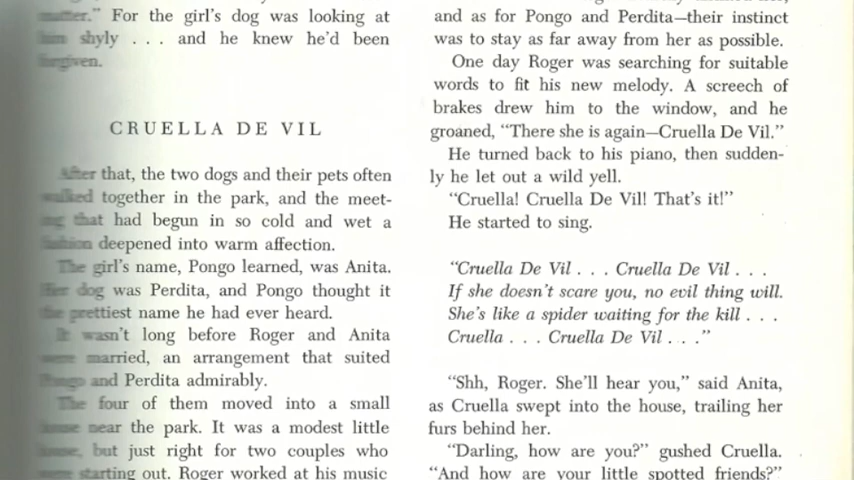 matter." For the girl's dog was looking at
him shyly . . . and he knew he'd been
forgiven.
CRUELLA DE VIL
After that, the two dogs and their pets often
walked together in the park, and the meet-
ing that had begun in so cold and wet a
fashion deepened into warm affection.
The girl's name, Pongo learned, was Anita.
Her dog was Perdita, and Pongo thought it
the prettiest name he had ever heard.
It wasn't long before Roger and Anita
were married, an arrangement that suited
Pongo and Perdita admirably.
The four of them moved into a small
house near the park. It was a modest little
house, but just right for two couples who
were starting out. Roger worked at his music
and as for Pongo and Perdita—their instinct
was to stay as far away from her as possible.
One day Roger was searching for suitable
words to fit his new melody. A screech of
brakes drew him to the window, and he
groaned, "There she is again—Cruella De Vil."
He turned back to his piano, then sudden-
ly he let out a wild yell.
"Cruella! Cruella De Vil! That's it!"
He started to sing.
"Cruella De Vil . . . Cruella De Vil . . .
If she doesn't scare you, no evil thing will.
She's like a spider waiting for the kill . . .
Cruella . . . Cruella De Vil . . ."
"Shh, Roger. She'll hear you," said Anita,
as Cruella swept into the house, trailing her
furs behind her.
"Darling, how are you?" gushed Cruella.
"And how are your little spotted friends?"